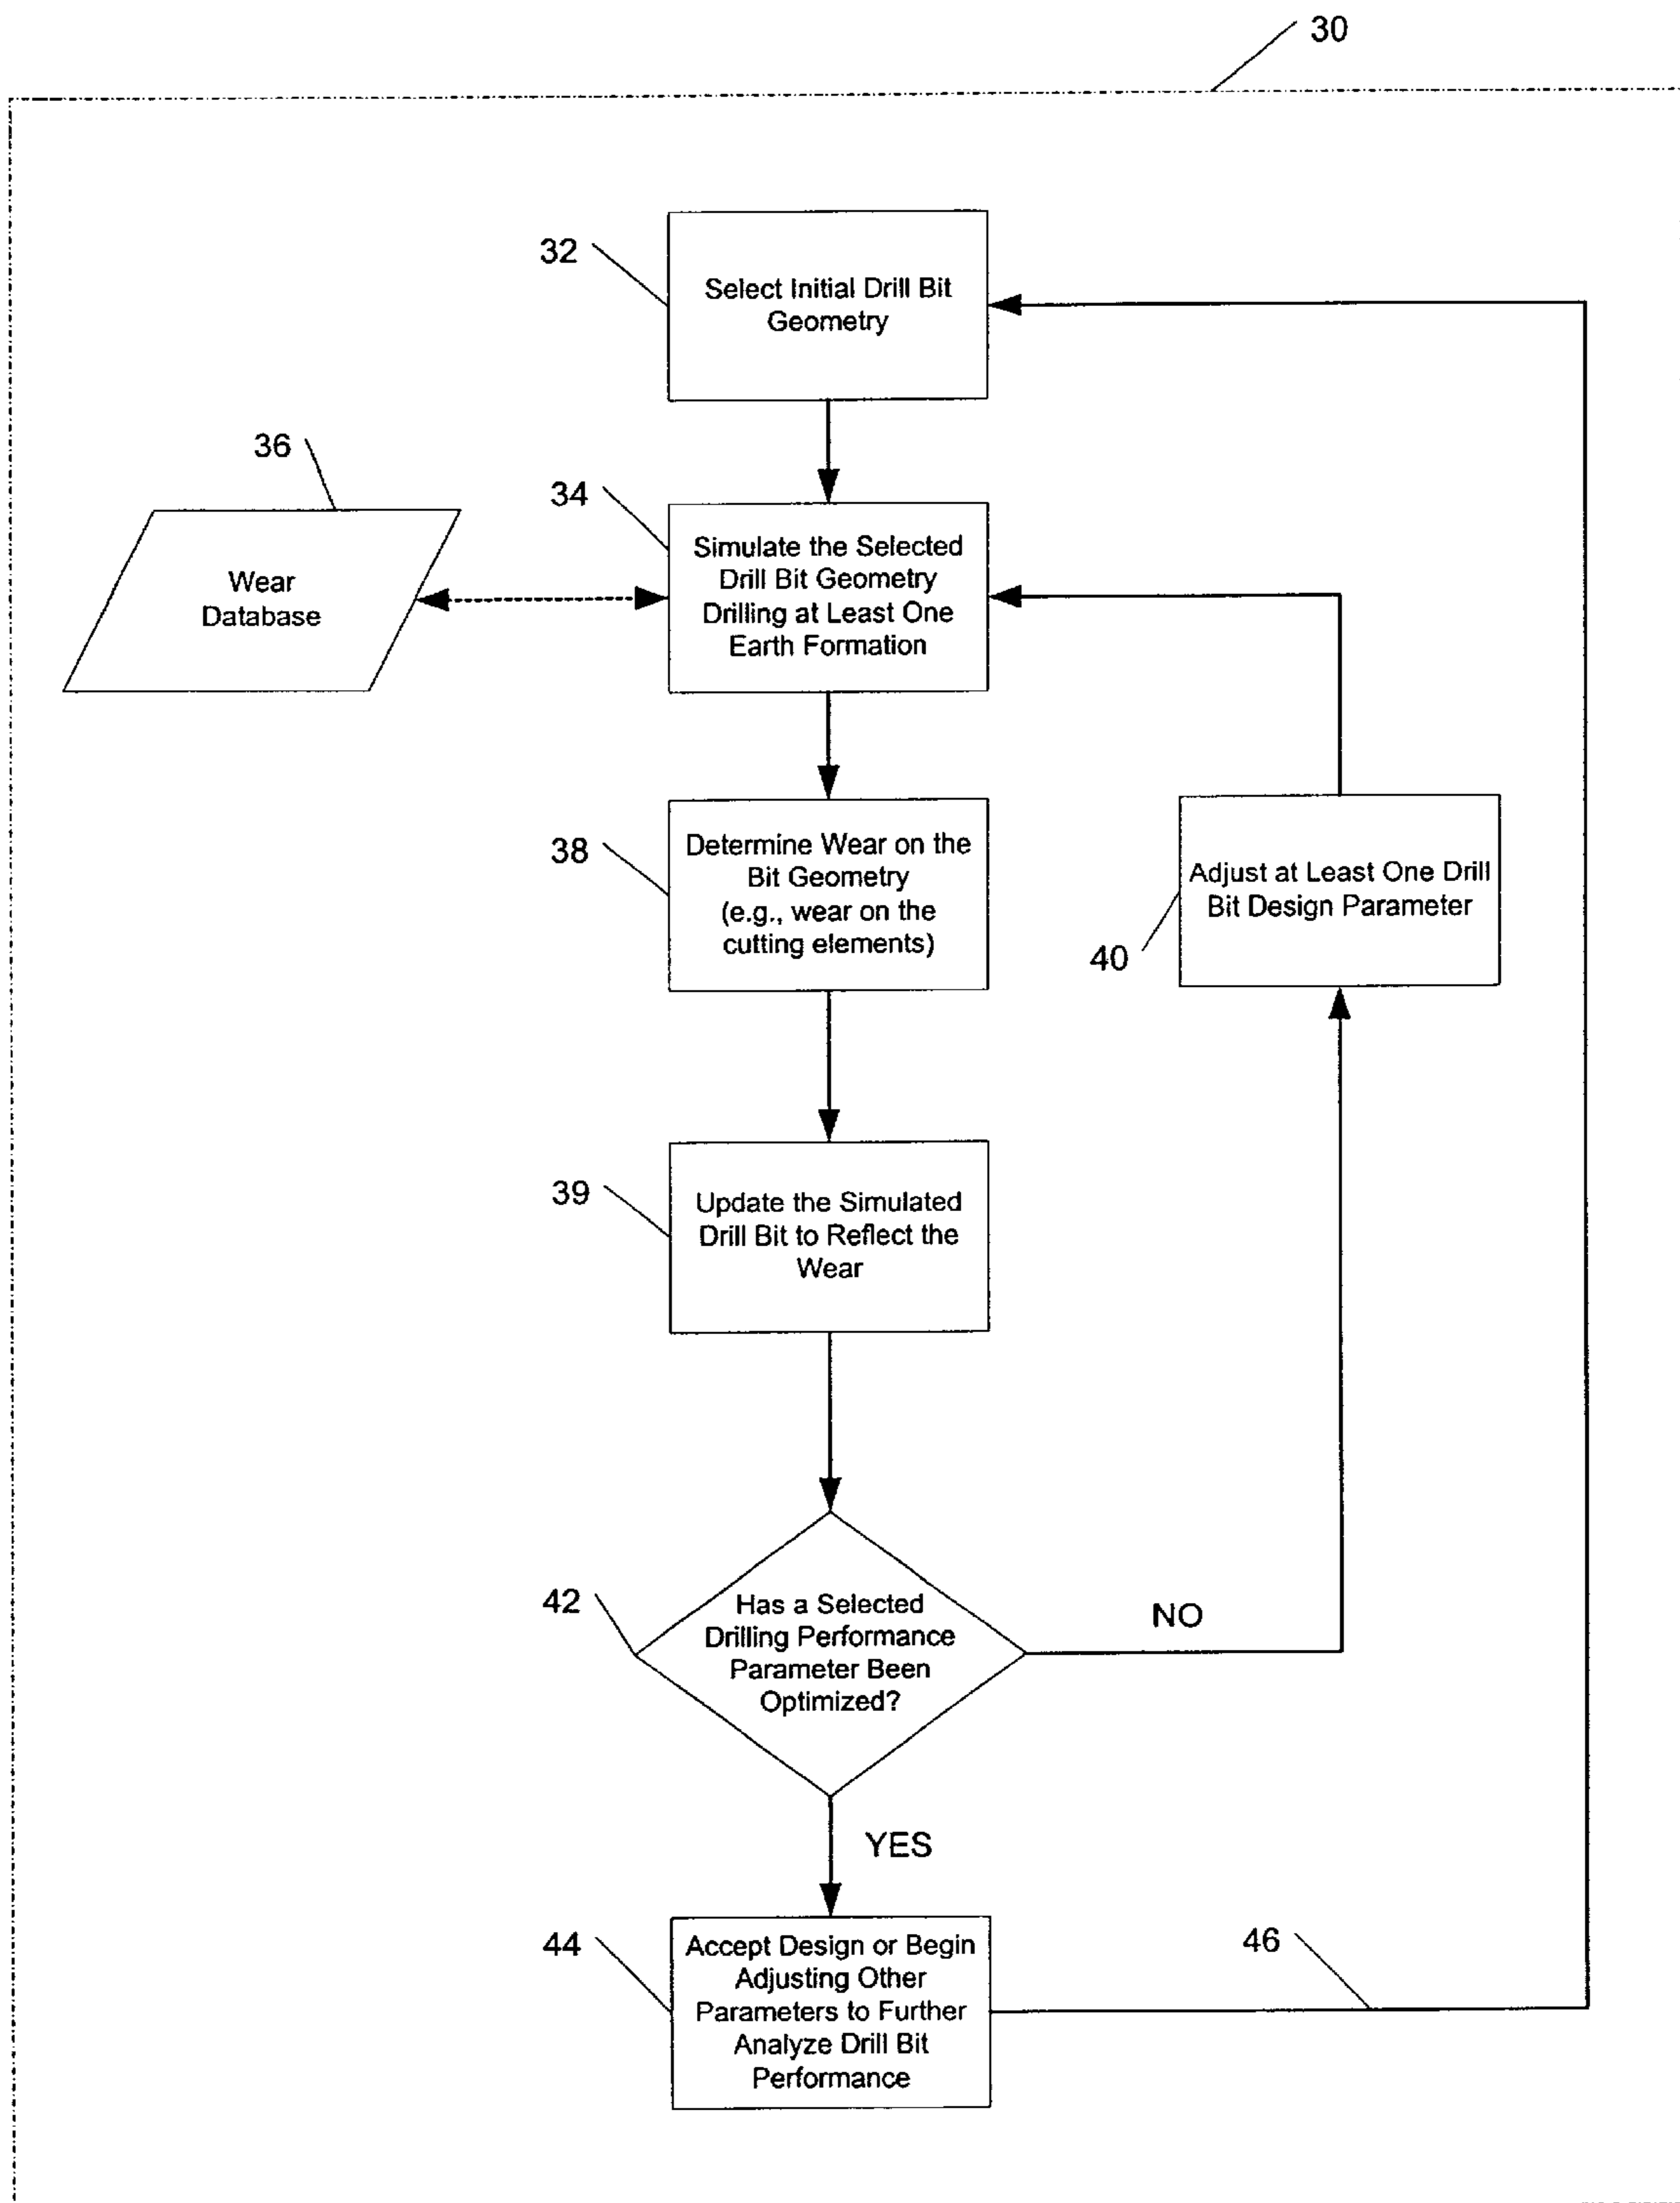 30
32
Select Initial Drill Bit
Geometry
36
34
Wear
Database
Simulate the Selected
Drill Bit Geometry
Drilling at Least One
Earth Formation
38
Determine Wear on the
Bit Geometry
(e.g., wear on the
cutting elements)
Adjust at Least One Drill
Bit Design Parameter
40
39
Update the Simulated
Drill Bit to Reflect the
Wear
42
Has a Selected
Drilling Performance
Parameter Been
Optimized?
NO
YES
44
Accept Design or Begin
Adjusting Other
Parameters to Further
Analyze Drill Bit
Performance
46